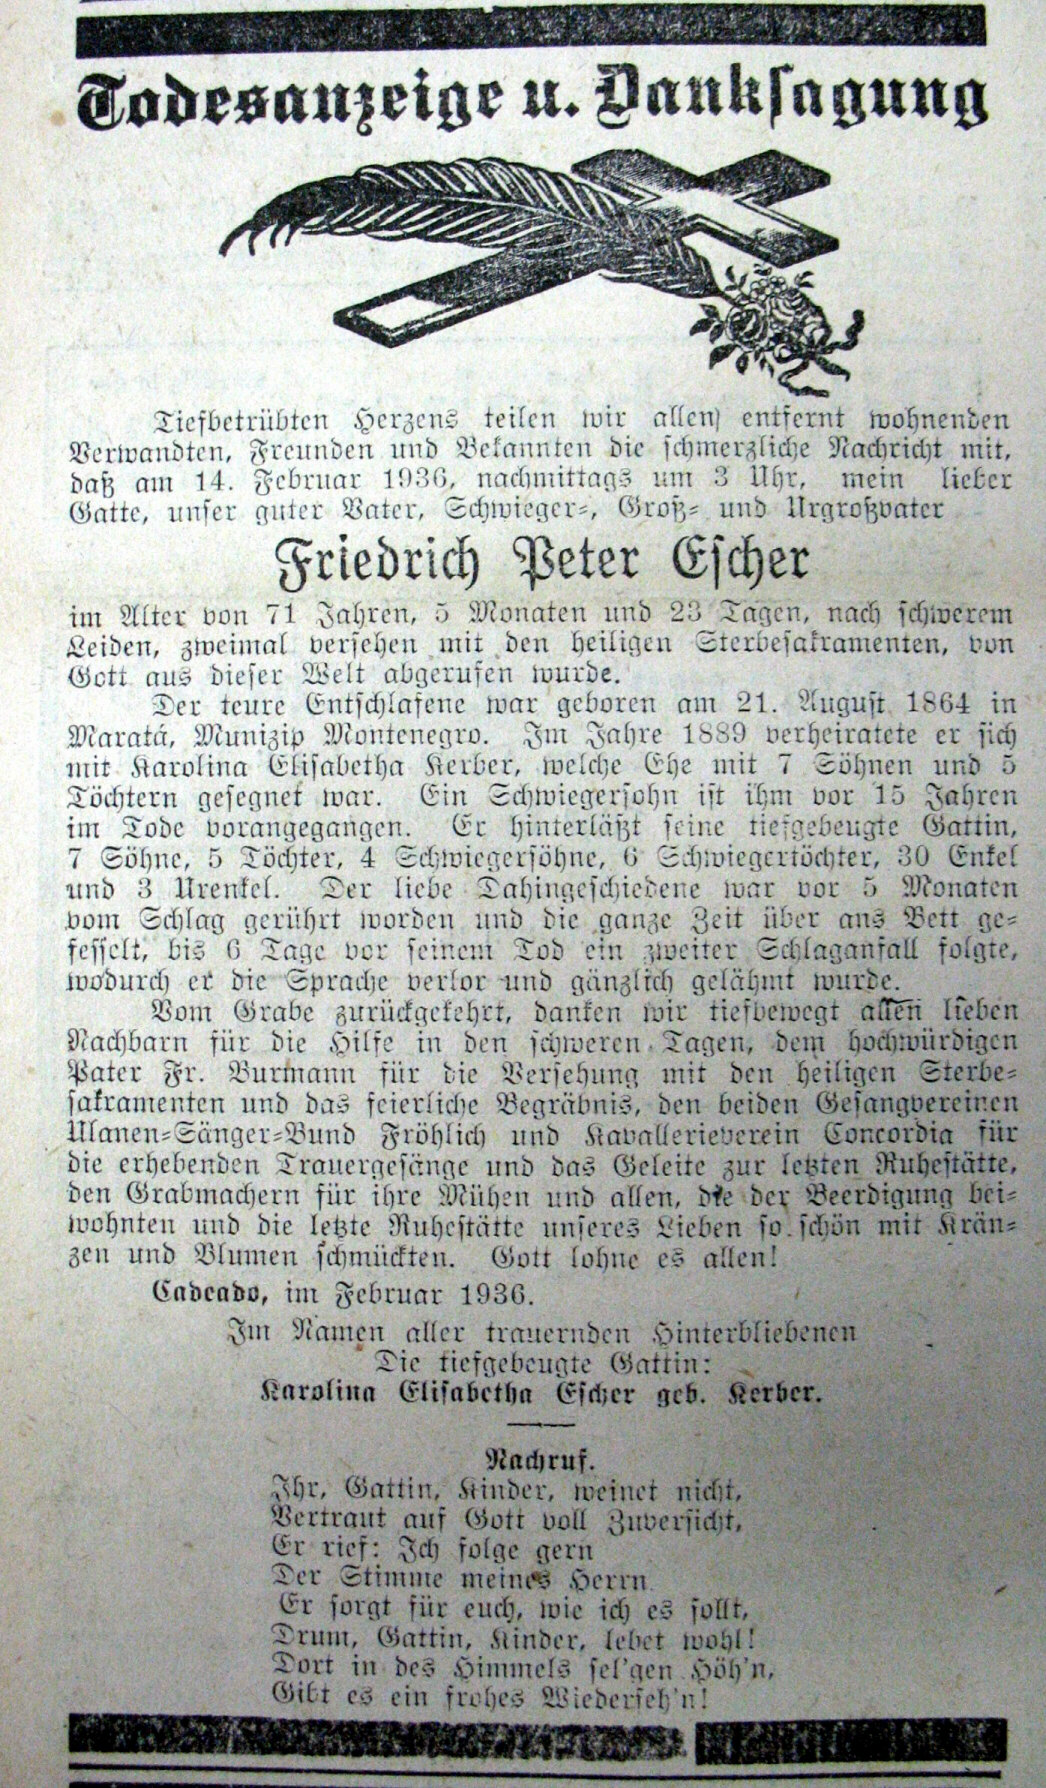 Todesanzeige u. Danksagung
Tiefbetrübten Herzens teilen wir allen entfernt wohnenden
Verwandten, Freunden und Bekannten die schmerzliche Nachricht mit,
daß am 14. Februar 1936, nachmittags um 3 Uhr, mein lieber
Gatte, unser guter Vater, Schwieger-, Groß- und Urgroßvater
Friedrich Peter Escher
im Alter von 71 Jahren, 5 Monaten und 23 Tagen, nach schwerem
Leiden, zweimal versehen mit den heiligen Sterbesakramenten, von
Gott aus dieser Welt abgerufen wurde.
Der teure Entschlafene war geboren am 21. August 1864 in
Maratá, Munizip Montenegro. Im Jahre 1889 verheiratete er sich
mit Karolina Elisabetha Kerber, welche Ehe mit 7 Söhnen und 5
Töchtern gesegnet war. Ein Schwiegersohn ist ihm vor 15 Jahren
im Tode vorangegangen. Er hinterläßt seine tiefgebeugte Gattin,
7 Söhne, 5 Töchter, 4 Schwiegersöhne, 6 Schwiegertöchter, 30 Enkel
und 3 Urenkel. Der liebe Dahingeschiedene war vor 5 Monaten
vom Schlag gerührt worden und die ganze Zeit über ans Bett ge-
fesselt, bis 6 Tage vor seinem Tod ein zweiter Schlaganfall folgte,
wodurch er die Sprache verlor und gänzlich gelähmt wurde.
Vom Grabe zurückgekehrt, danken wir tiefbewegt allen lieben
Nachbarn für die Hilfe in den schweren Tagen, dem hochwürdigen
Pater Fr. Burmann für die Versehung mit den heiligen Sterbe-
sakramenten und das feierliche Begräbnis, den beiden Gesangvereinen
Ulanen-Sänger-Bund Fröhlich und Kavallerieverein Concordia für
die erhebenden Trauergesänge und das Geleite zur letzten Ruhestätte,
den Grabmachern für ihre Mühen und allen, die der Beerdigung bei-
wohnten und die letzte Ruhestätte unseres Lieben so schön mit Krän-
zen und Blumen schmückten. Gott lohne es allen!
Cadeado, im Februar 1936.
Im Namen aller trauernden Hinterbliebenen
Die tiefgebeugte Gattin:
Karolina Elisabetha Escher geb. Kerber.
Nachruf.
Ihr, Gattin, Kinder, weinet nicht,
Vertraut auf Gott voll Zuversicht,
Er rief: Ich folge gern
Der Stimme meines Herrn
Er sorgt für euch, wie ich es sollt,
Drum, Gattin, Kinder, lebet wohl!
Dort in des Himmels sel'gen Höh'n,
Gibt es ein frohes Wiederseh'n!